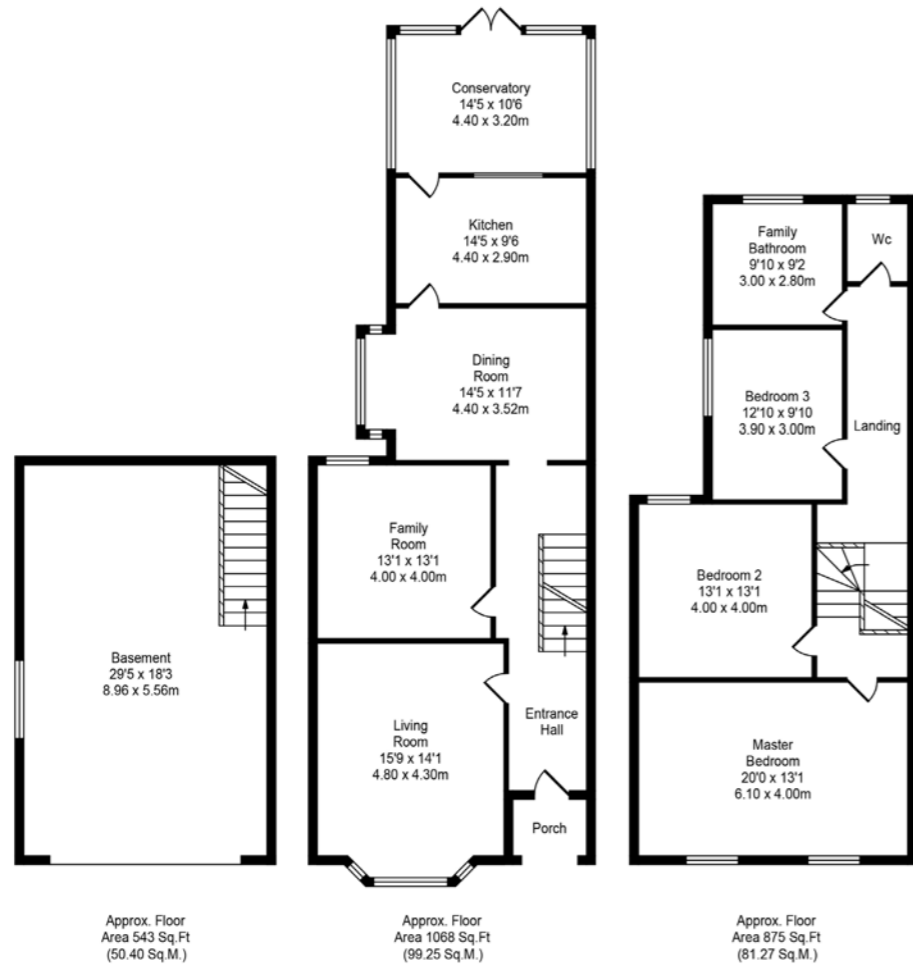 Conservatory
14'5 x 10'6
4.40 x 3.20m
Kitchen
14'5 x 9'6
4.40 x 2.90m
Dining
Room
14'5 x 11'7
4.40 x 3.52m
Family
Room
13'1 x 13'1
4.00 x 4.00m
Living
Room
15'9 x 14'1
4.80 x 4.30m
Entrance
Hall
Porch
Basement
29'5 x 18'3
8.96 x 5.56m
Family
Bathroom
9'10 x 9'2
3.00 x 2.80m
Wc
Bedroom 3
12'10 x 9'10
3.90 x 3.00m
Landing
Bedroom 2
13'1 x 13'1
4.00 x 4.00m
Master
Bedroom
20'0 x 13'1
6.10 x 4.00m
Approx. Floor
Area 543 Sq.Ft
(50.40 Sq.M.)
Approx. Floor
Area 1068 Sq.Ft
(99.25 Sq.M.)
Approx. Floor
Area 875 Sq.Ft
(81.27 Sq.M.)